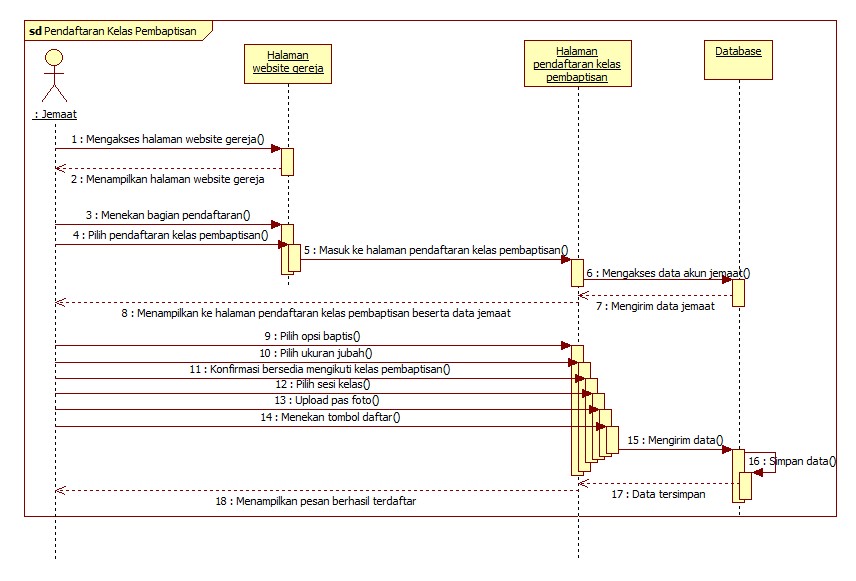 sd Pendaftaran Kelas Pembaptisan
Halaman
website gereja
Halaman
pendaftaran kelas
pembaptisan
Database
: Jemaat
1 : Mengakses halaman website gereja()
2 : Menampilkan halaman website gereja
3 : Menekan bagian pendaftaran()
4 : Pilih pendaftaran kelas pembaptisan()
5 : Masuk ke halaman pendaftaran kelas pembaptisan()
6 : Mengakses data akun jemaat()
7 : Mengirim data jemaat
8 : Menampilkan ke halaman pendaftaran kelas pembaptisan beserta data jemaat
9 : Pilih opsi baptis()
10 : Pilih ukuran jubah()
11 : Konfirmasi bersedia mengikuti kelas pembaptisan()
12 : Pilih sesi kelas()
13 : Upload pas foto()
14 : Menekan tombol daftar()
15 : Mengirim data()
16 : Simpan data()
17 : Data tersimpan
18 : Menampilkan pesan berhasil terdaftar